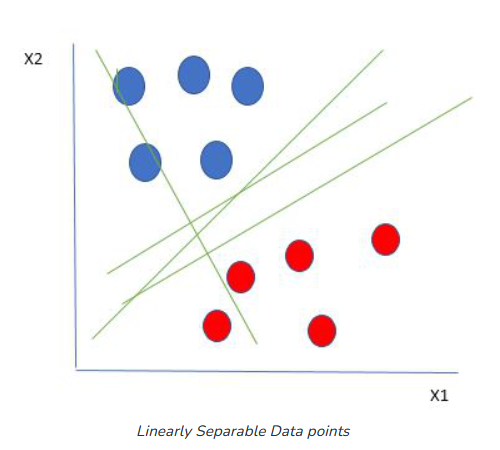 X2
X1
Linearly Separable Data points